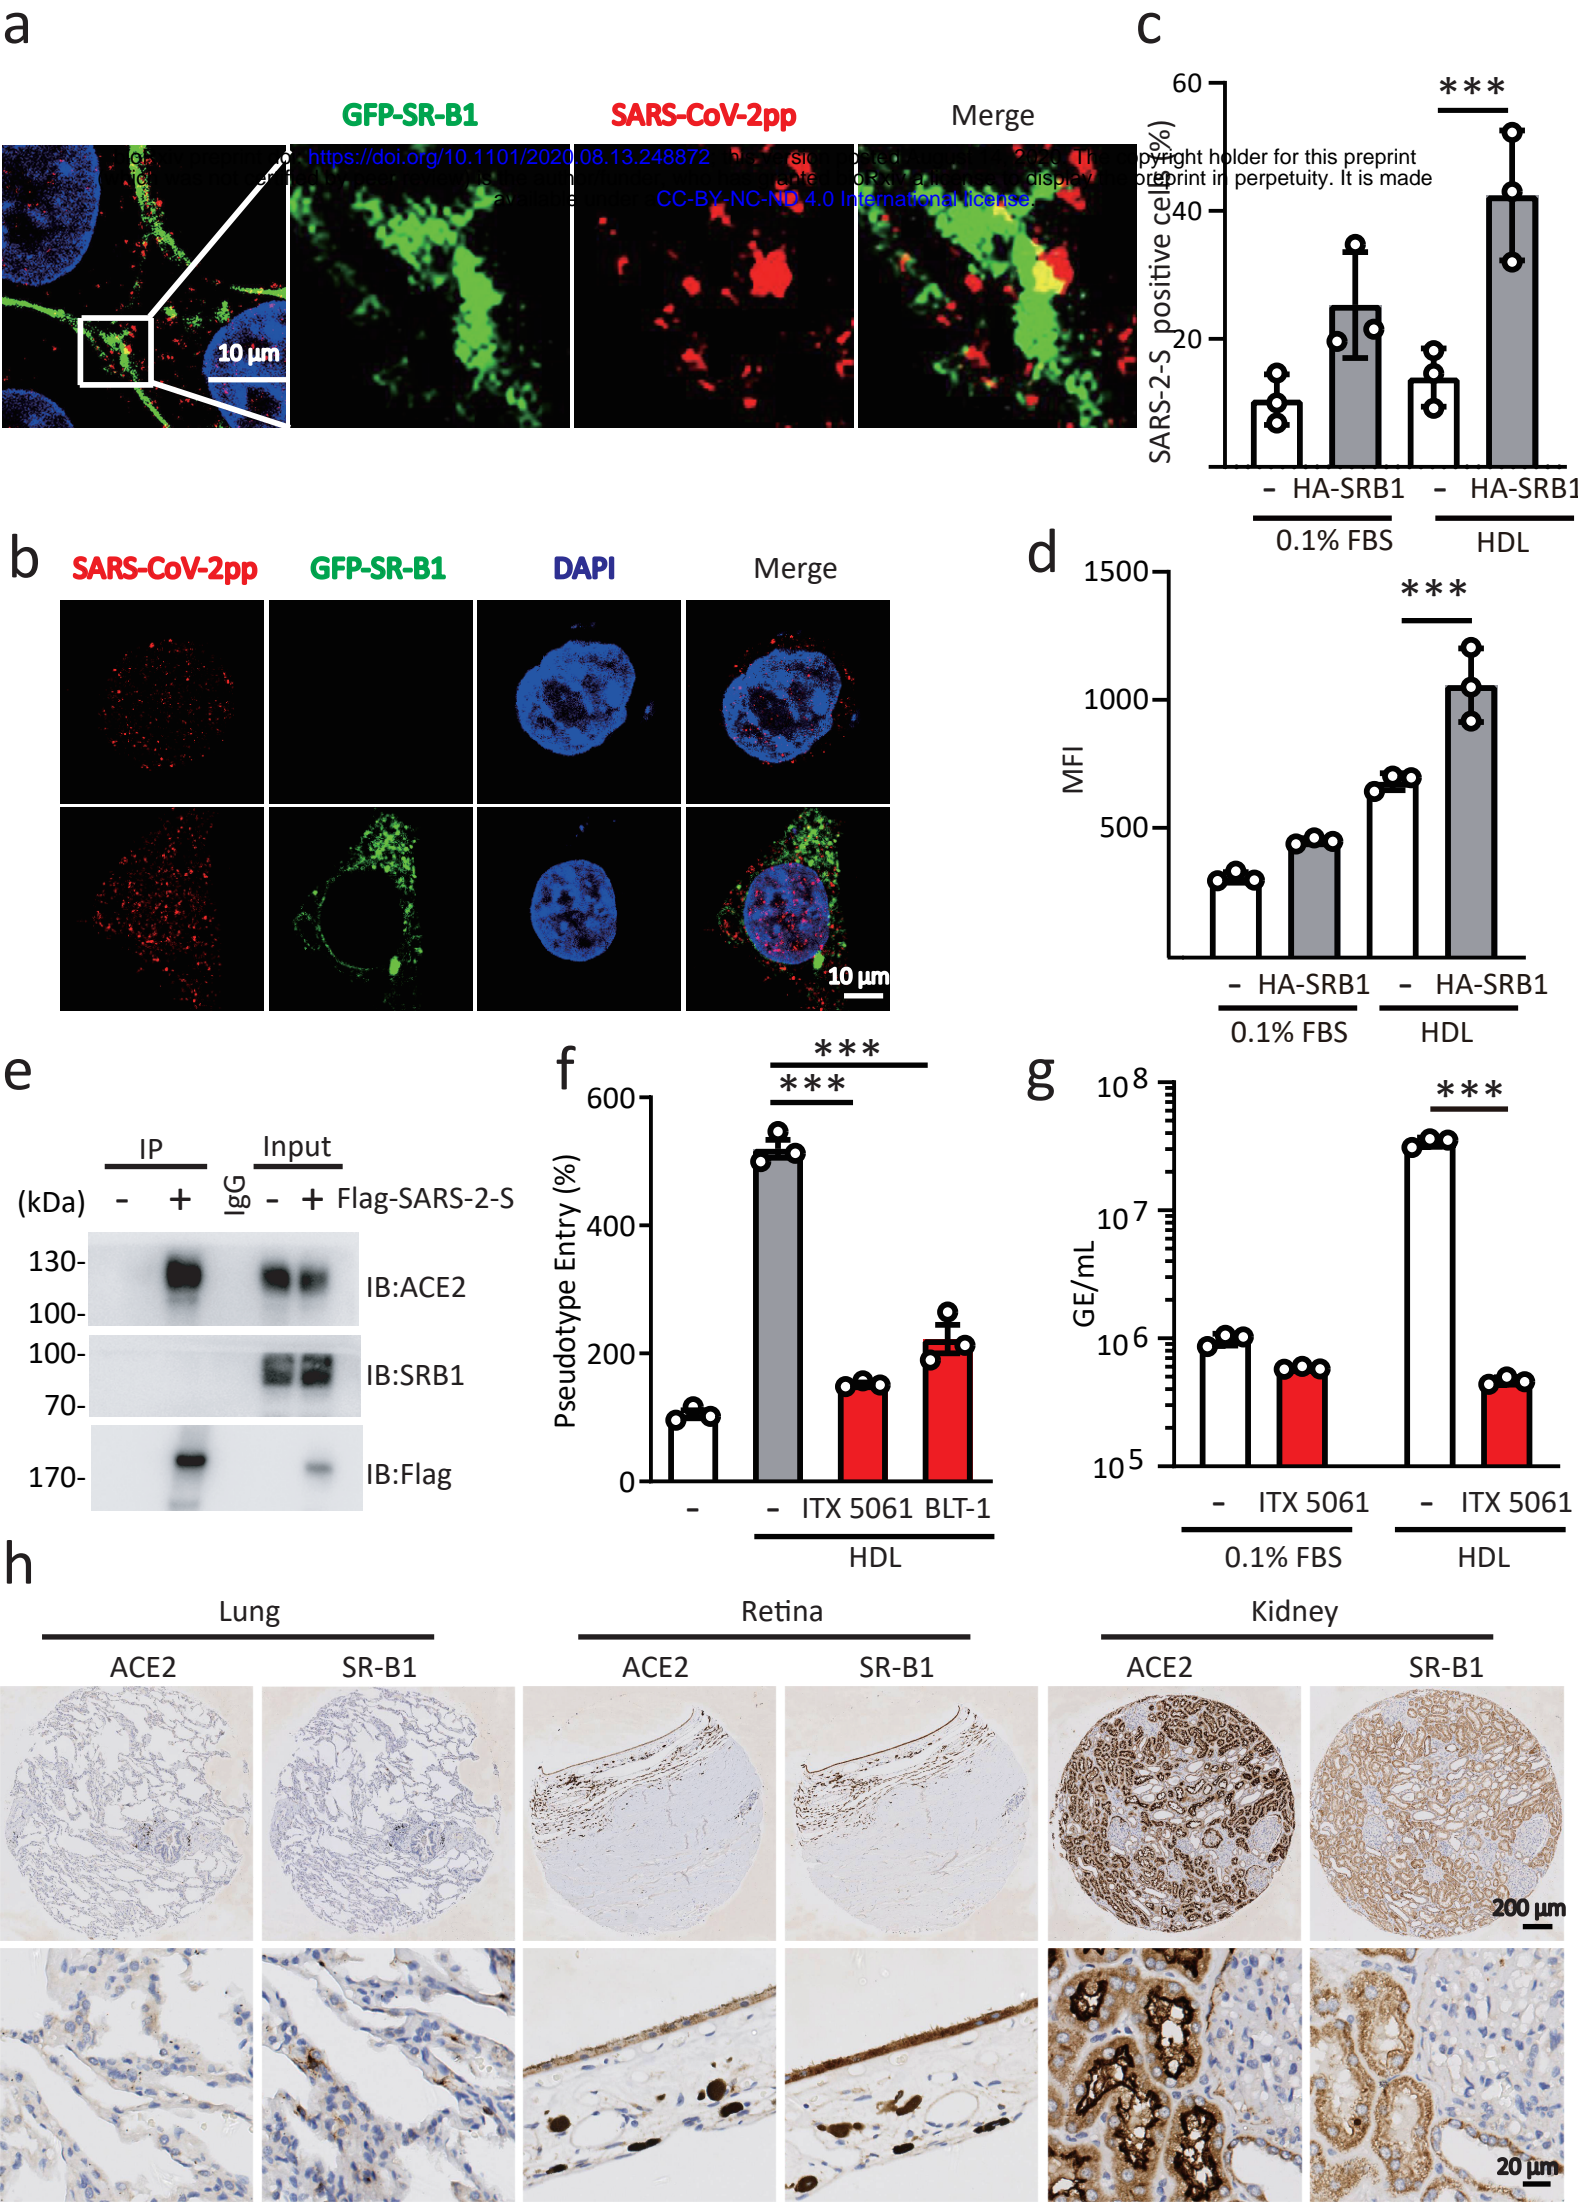 a
GFP-SR-B1 SARS-CoV-2pp Merge
https://doi.org/10.1101/2020.08.13.248872
copyright holder for this preprint
in perpetuity. It is made
CC-BY-NC-ND 4.0 International license
10 µm
c
SARS-2-S positive cells(%)
60
40
20
***
- HA-SRB1 - HA-SRB1
0.1% FBS HDL
b
SARS-CoV-2pp GFP-SR-B1 DAPI Merge
10 µm
d
MFI
1500
1000
500
***
- HA-SRB1 - HA-SRB1
0.1% FBS HDL
e
IP IgG Input
(kDa) - + - + Flag-SARS-2-S
130-
100-
IB:ACE2
100-
70-
IB:SRB1
170-
IB:Flag
f
Pseudotype Entry (%)
600
400
200
0
***
***
- - ITX 5061 BLT-1
HDL
g
GE/mL
10^8
10^7
10^6
10^5
***
- ITX 5061 - ITX 5061
0.1% FBS HDL
h
Lung Retina Kidney
ACE2 SR-B1 ACE2 SR-B1 ACE2 SR-B1
200 µm
20 µm